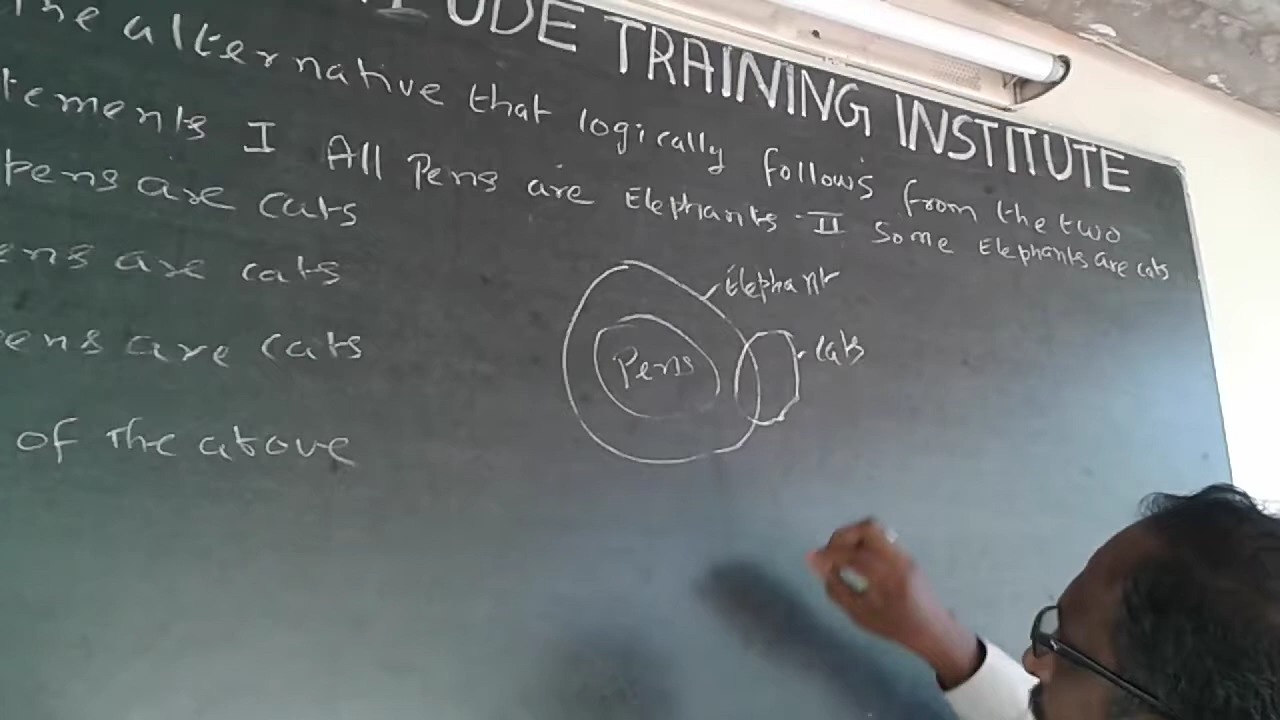 UDE TRAINING INSTITUTE
The alternative that logically follows from the two
tements I All Pens are Elephants. II Some Elephants are cats
pens are cats
ens are cats
ens are cats
of the above
Elephant
Pens
Cats